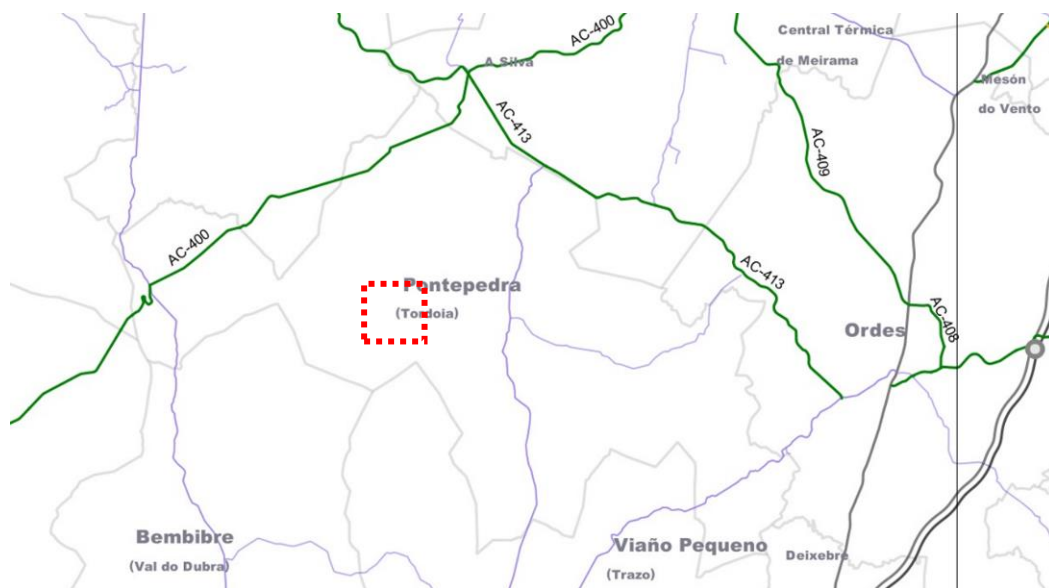 AC-400
Central Térmica
de Meirama
A Silva
Mesón
do Vento
AC-413
AC-409
AC-400
AC-413
Pontepedra
(Tordoia)
AC-408
Ordes
Bembibre
(Val do Dubra)
Viaño Pequeno
(Trazo)
Deixebre